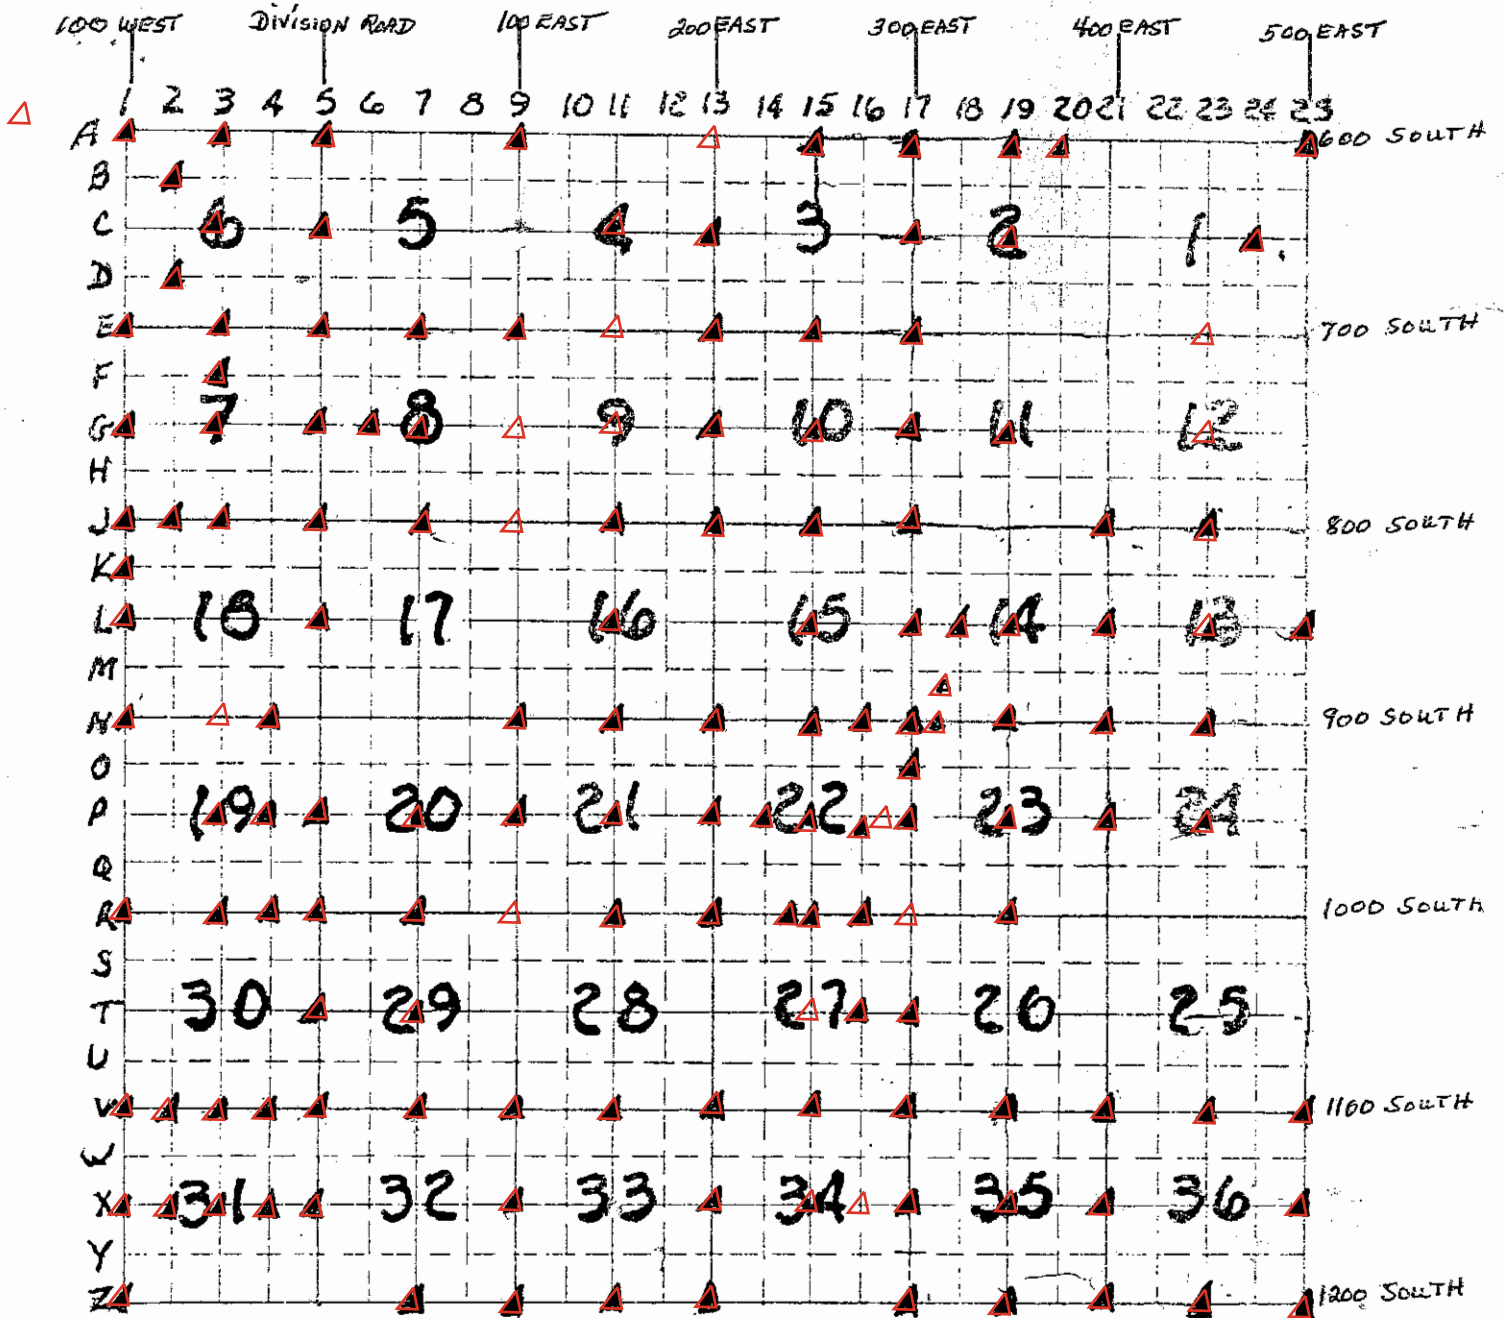 100 WEST DIVISION ROAD 100 EAST 200 EAST 300 EAST 400 EAST 500 EAST
1 2 3 4 5 6 7 8 9 10 11 12 13 14 15 16 17 18 19 20 21 22 23 24 25
A 600 SOUTH
B
C 6 5 4 3 2 1
D
E 700 SOUTH
F
G 7 8 9 10 11 12
H
J 800 SOUTH
K
L 18 17 16 15 14 13
M
N 900 SOUTH
O
P 19 20 21 22 23 24
Q
R 1000 SOUTH
S
T 30 29 28 27 26 25
U
V 1100 SOUTH
W
X 31 32 33 34 35 36
Y
Z 1200 SOUTH